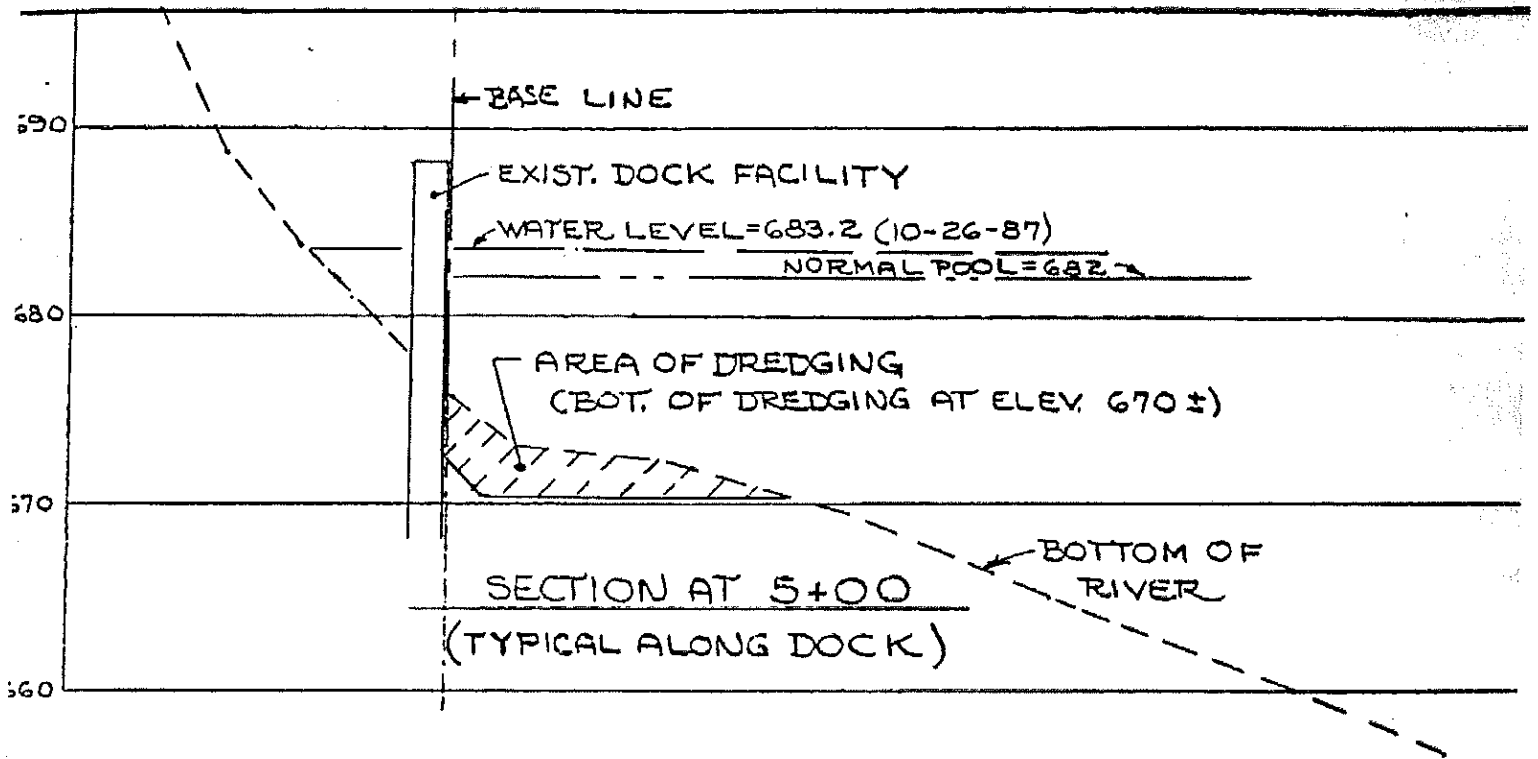 BASE LINE
690
EXIST. DOCK FACILITY
WATER LEVEL=683.2 (10-26-87)
NORMAL POOL=682
680
AREA OF DREDGING
(BOT. OF DREDGING AT ELEV. 670 ±)
670
BOTTOM OF
RIVER
SECTION AT 5+00
(TYPICAL ALONG DOCK)
660